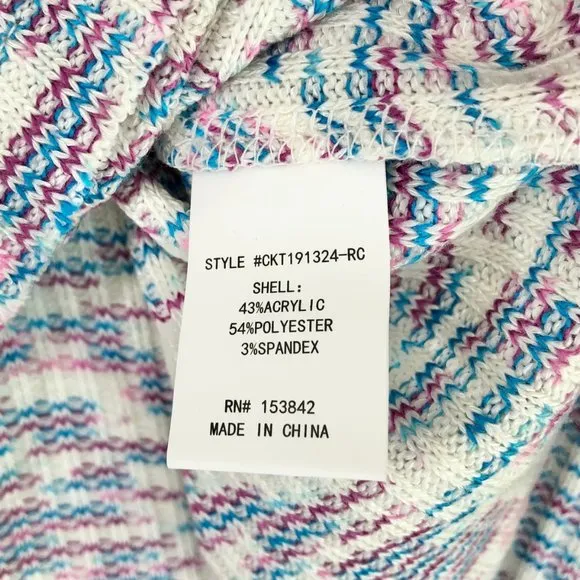 STYLE #CKT191324-RC
SHELL:
43%ACRYLIC
54%POLYESTER
3%SPANDEX
RN# 153842
MADE IN CHINA